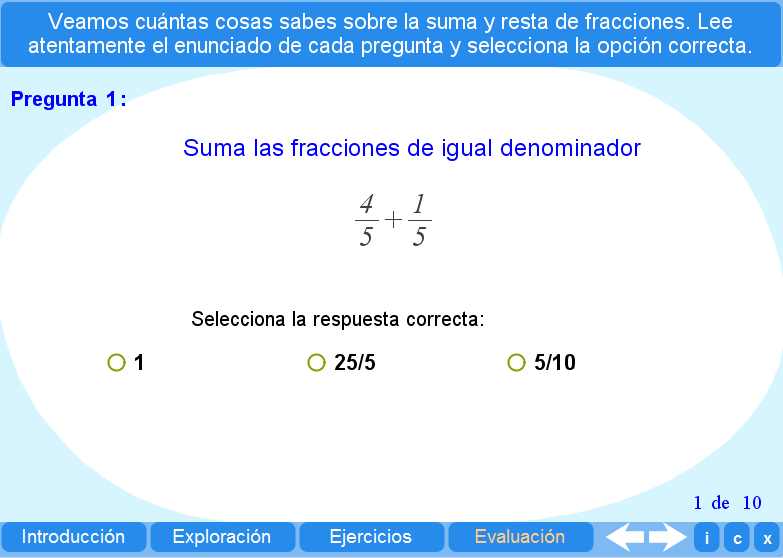 Veamos cuántas cosas sabes sobre la suma y resta de fracciones. Lee
atentamente el enunciado de cada pregunta y selecciona la opción correcta.
Pregunta 1:
Suma las fracciones de igual denominador
4/5 + 1/5
Selecciona la respuesta correcta:
1 25/5 5/10
1 de 10
Introducción Exploración Ejercicios Evaluación i c x